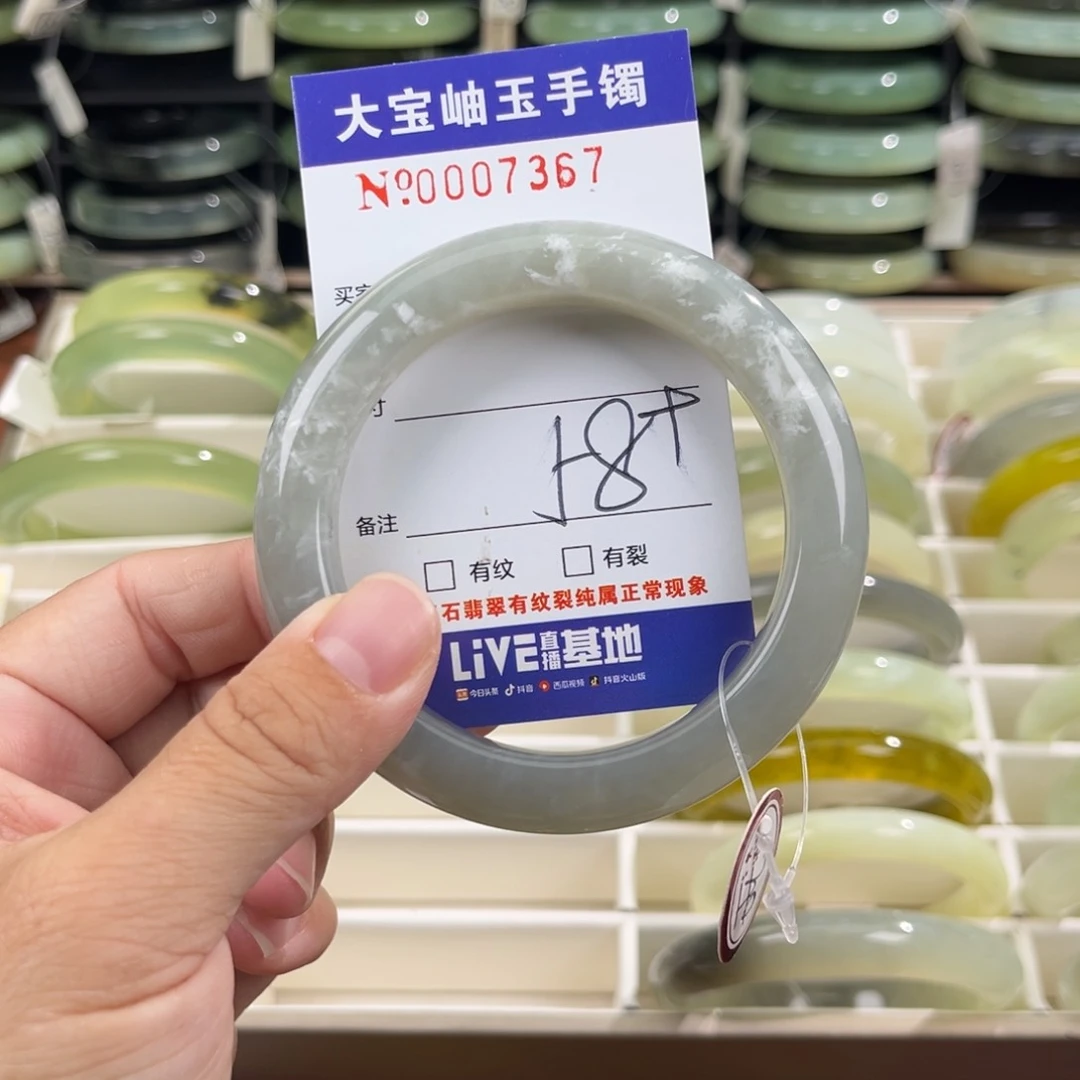 大宝岫玉手镯
№0007367
买客
寸
58+
备注
□ 有纹 □ 有裂
石翡翠有纹裂纯属正常现象
LiVE直播基地
今日头条 抖音 西瓜视频 抖音火山版